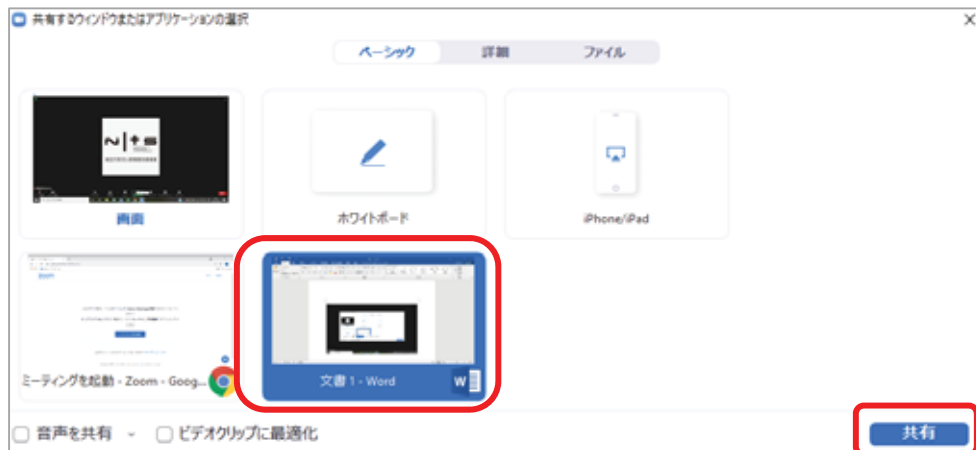 共有するウィンドウまたはアプリケーションの選択
ベーシック 詳細 ファイル
画面
ホワイトボード
iPhone/iPad
ミーティングを起動 - Zoom - Goog...
文書 1 - Word
音声を共有
ビデオクリップに最適化
共有